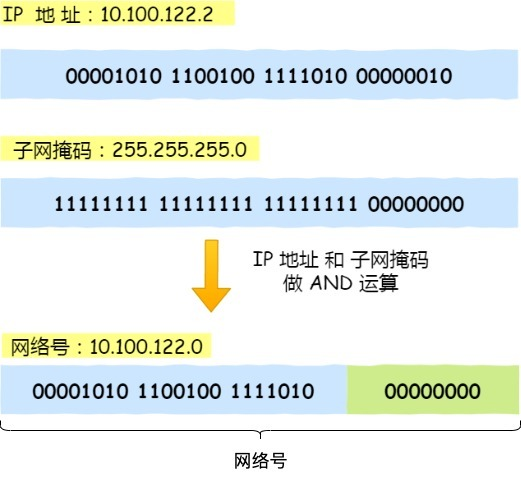 IP 地 址：10.100.122.2
00001010 1100100 1111010 00000010
子网掩码：255.255.255.0
11111111 11111111 11111111 00000000
IP 地址 和 子网掩码
做 AND 运算
网络号：10.100.122.0
00001010 1100100 1111010 00000000
网络号